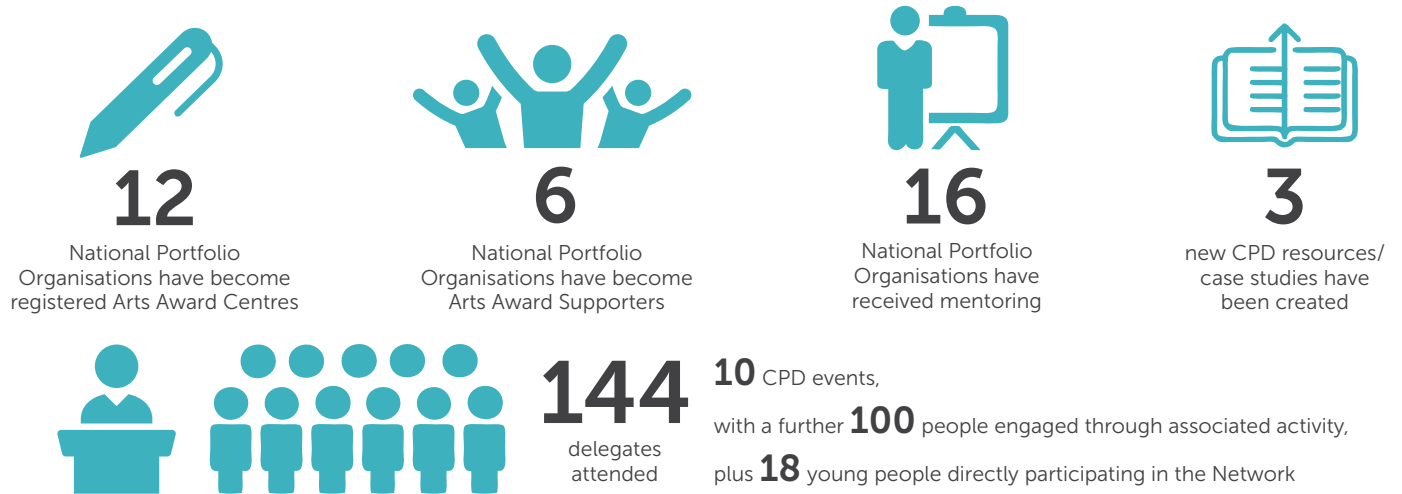 12
National Portfolio
Organisations have become
registered Arts Award Centres
6
National Portfolio
Organisations have become
Arts Award Supporters
16
National Portfolio
Organisations have
received mentoring
3
new CPD resources/
case studies have
been created
144
delegates
attended
10 CPD events,
with a further 100 people engaged through associated activity,
plus 18 young people directly participating in the Network